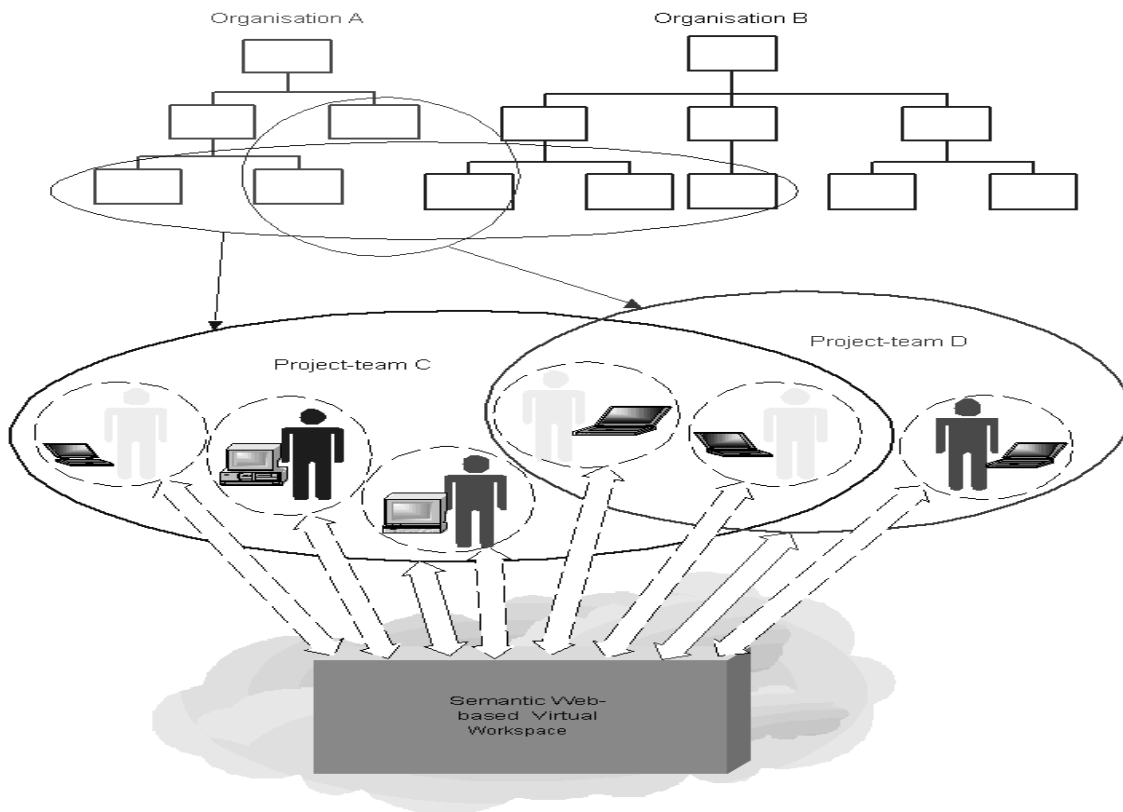 Organisation A
Organisation B
Project-team C
Project-team D
Semantic Web-
based Virtual
Workspace